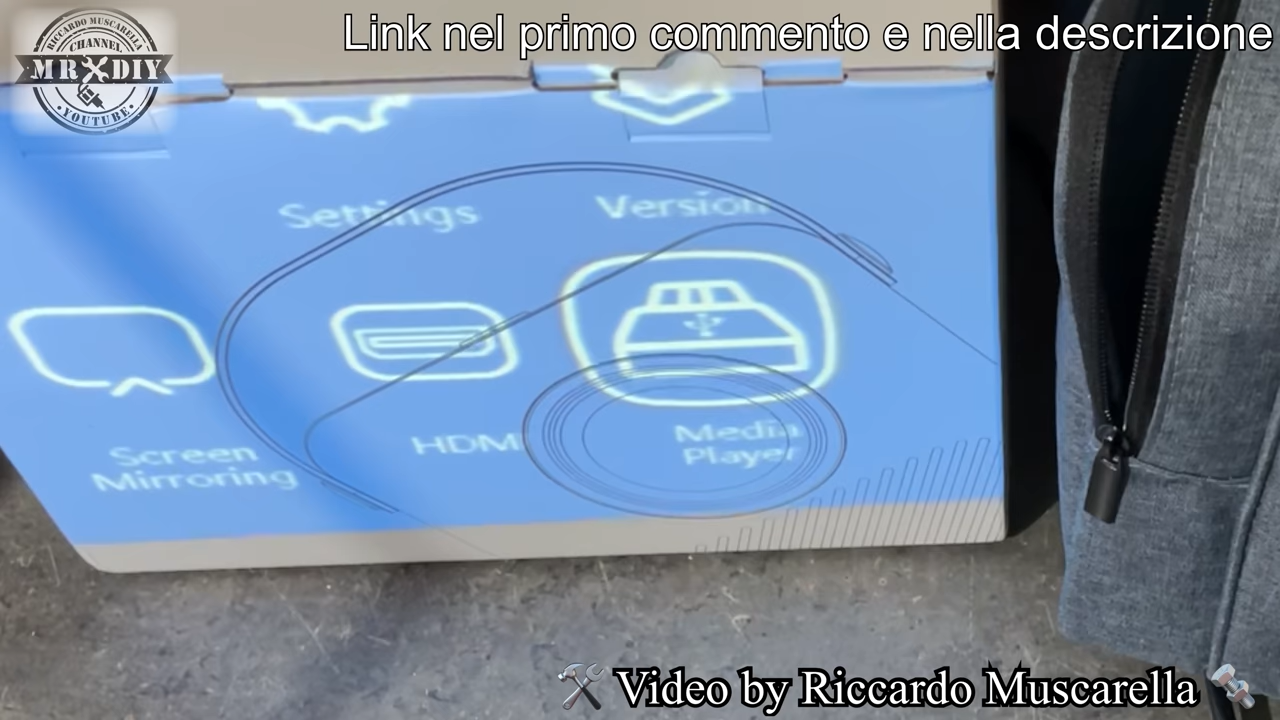 Link nel primo commento e nella descrizione
RICCARDO MUSCARELLA
CHANNEL
MR DIY
YOUTUBE
Settings
Version
Screen
Mirroring
HDMI
Media
Player
Video by Riccardo Muscarella